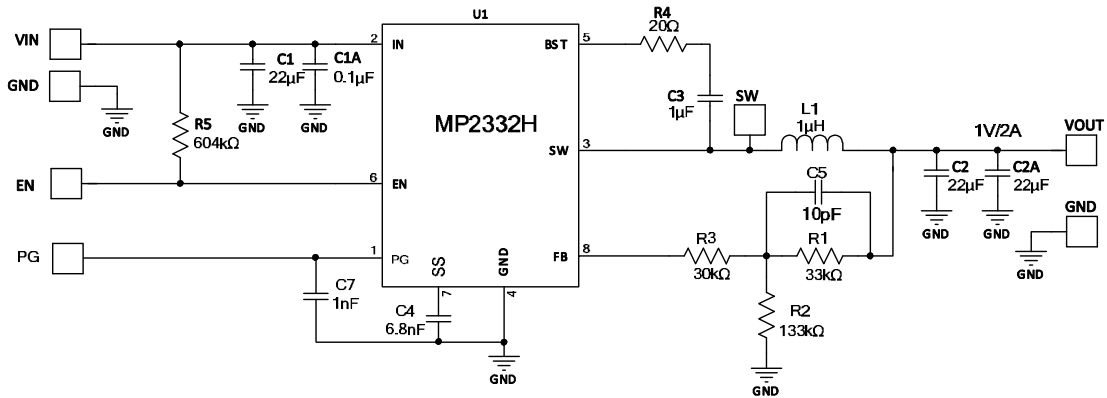 U1
MP2332H
VIN
GND
GND
EN
PG
R5
604kΩ
C1
22µF
GND
C1A
0.1µF
GND
2
IN
6
EN
1
PG
SS
7
GND
4
BST
5
SW
3
FB
8
C7
1nF
C4
6.8nF
GND
R4
20Ω
C3
1µF
SW
L1
1µH
C5
10pF
R3
30kΩ
R1
33kΩ
R2
133kΩ
GND
1V/2A
VOUT
C2
22µF
GND
C2A
22µF
GND
GND
GND